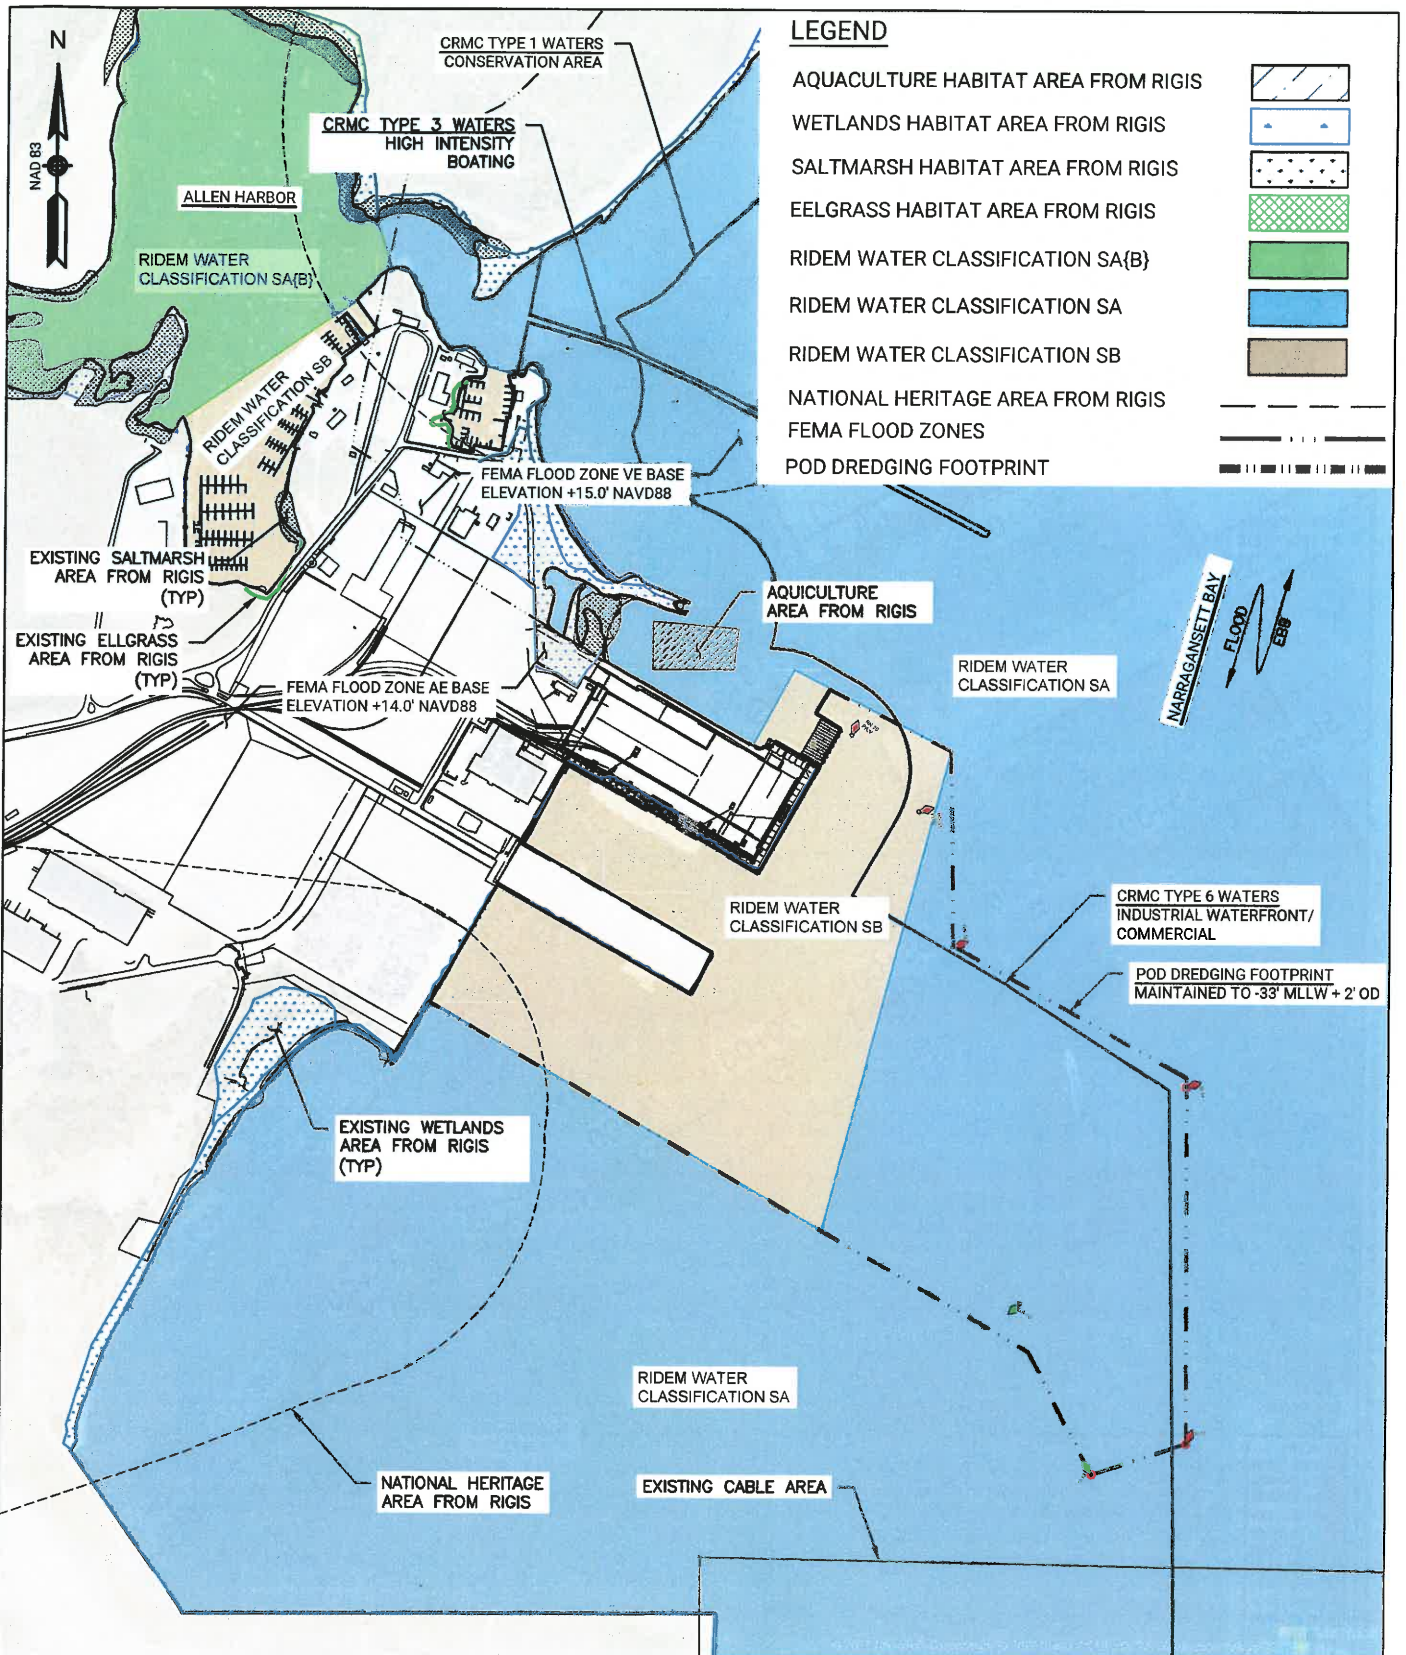 N
NAD 83
CRMC TYPE 1 WATERS
CONSERVATION AREA
CRMC TYPE 3 WATERS
HIGH INTENSITY
BOATING
ALLEN HARBOR
RIDEM WATER
CLASSIFICATION SA{B}
LEGEND
AQUACULTURE HABITAT AREA FROM RIGIS
WETLANDS HABITAT AREA FROM RIGIS
SALTMARSH HABITAT AREA FROM RIGIS
EELGRASS HABITAT AREA FROM RIGIS
RIDEM WATER CLASSIFICATION SA{B}
RIDEM WATER CLASSIFICATION SA
RIDEM WATER CLASSIFICATION SB
NATIONAL HERITAGE AREA FROM RIGIS
FEMA FLOOD ZONES
POD DREDGING FOOTPRINT
RIDEM WATER
CLASSIFICATION SB
FEMA FLOOD ZONE VE BASE
ELEVATION +15.0' NAVD88
EXISTING SALTMARSH
AREA FROM RIGIS
(TYP)
EXISTING ELLGRASS
AREA FROM RIGIS
(TYP)
FEMA FLOOD ZONE AE BASE
ELEVATION +14.0' NAVD88
AQUICULTURE
AREA FROM RIGIS
RIDEM WATER
CLASSIFICATION SA
NARRAGANSETT BAY
FLOOD
EBB
RIDEM WATER
CLASSIFICATION SB
CRMC TYPE 6 WATERS
INDUSTRIAL WATERFRONT/
COMMERCIAL
POD DREDGING FOOTPRINT
MAINTAINED TO -33' MLLW + 2' OD
EXISTING WETLANDS
AREA FROM RIGIS
(TYP)
RIDEM WATER
CLASSIFICATION SA
NATIONAL HERITAGE
AREA FROM RIGIS
EXISTING CABLE AREA